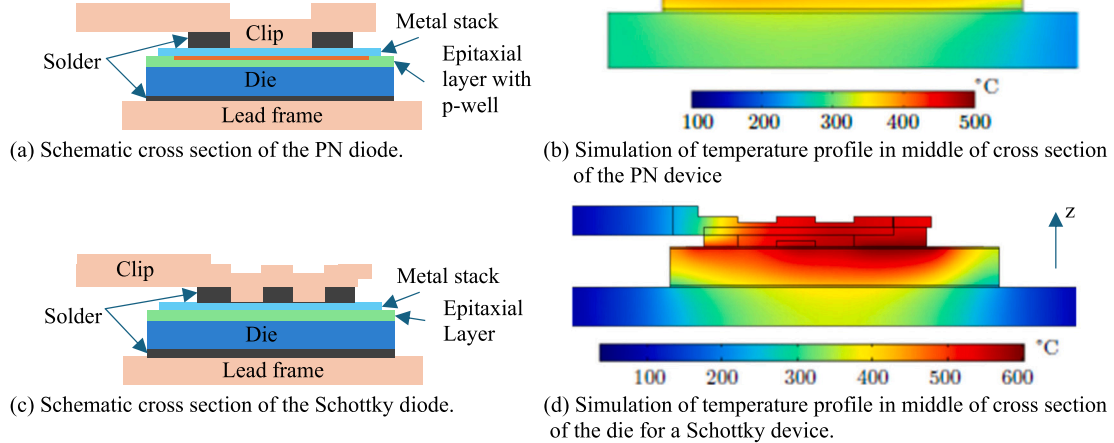 Clip
Metal stack
Solder
Epitaxial
layer with
p-well
Die
Lead frame
(a) Schematic cross section of the PN diode.
˚C
100 200 300 400 500
(b) Simulation of temperature profile in middle of cross section
of the PN device
Clip
Metal stack
Solder
Epitaxial
Layer
Die
Lead frame
(c) Schematic cross section of the Schottky diode.
z
˚C
100 200 300 400 500 600
(d) Simulation of temperature profile in middle of cross section
of the die for a Schottky device.